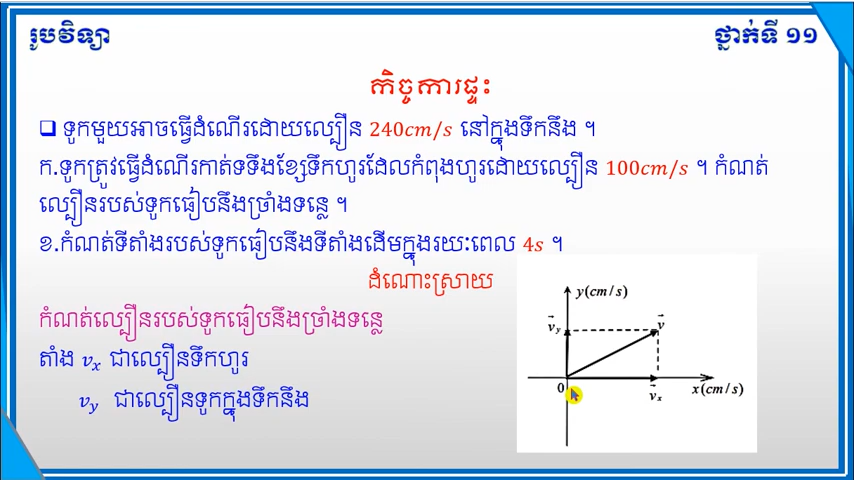 រូបវិទ្យា
ថ្នាក់ទី ១១
កិច្ចការផ្ទះ
❑ ទូកមួយអាចធ្វើដំណើរដោយល្បឿន 240cm/s នៅក្នុងទឹកនឹង ។
ក.ទូកត្រូវធ្វើដំណើរកាត់ទទឹងខ្សែទឹកហូរដែលកំពុងហូរដោយល្បឿន 100cm/s ។ កំណត់
ល្បឿនរបស់ទូកធៀបនឹងច្រាំងទន្លេ ។
ខ.កំណត់ទីតាំងរបស់ទូកធៀបនឹងទីតាំងដើមក្នុងរយៈពេល 4s ។
ដំណោះស្រាយ
កំណត់ល្បឿនរបស់ទូកធៀបនឹងច្រាំងទន្លេ
តាំង vₓ ជាល្បឿនទឹកហូរ
v_y ជាល្បឿនទូកក្នុងទឹកនឹង
y(cm/s)
v⃗_y
v⃗
0
v⃗ₓ
x(cm/s)